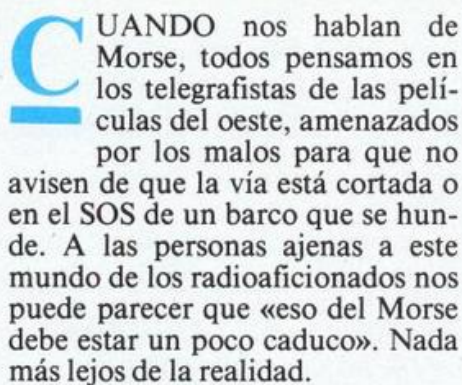 CUANDO nos hablan de
Morse, todos pensamos en
los telegrafistas de las pelí-
culas del oeste, amenazados
por los malos para que no
avisen de que la vía está cortada o
en el SOS de un barco que se hun-
de. A las personas ajenas a este
mundo de los radioaficionados nos
puede parecer que «eso del Morse
debe estar un poco caduco». Nada
más lejos de la realidad.